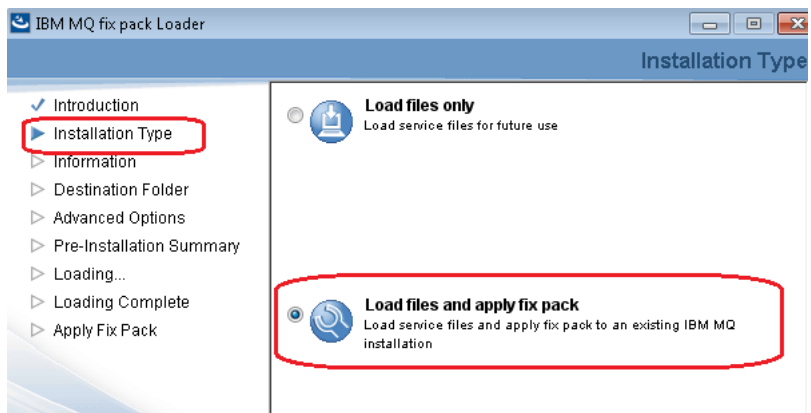 IBM MQ fix pack Loader
Installation Type
Introduction
Installation Type
Information
Destination Folder
Advanced Options
Pre-Installation Summary
Loading...
Loading Complete
Apply Fix Pack
Load files only
Load service files for future use
Load files and apply fix pack
Load service files and apply fix pack to an existing IBM MQ
installation